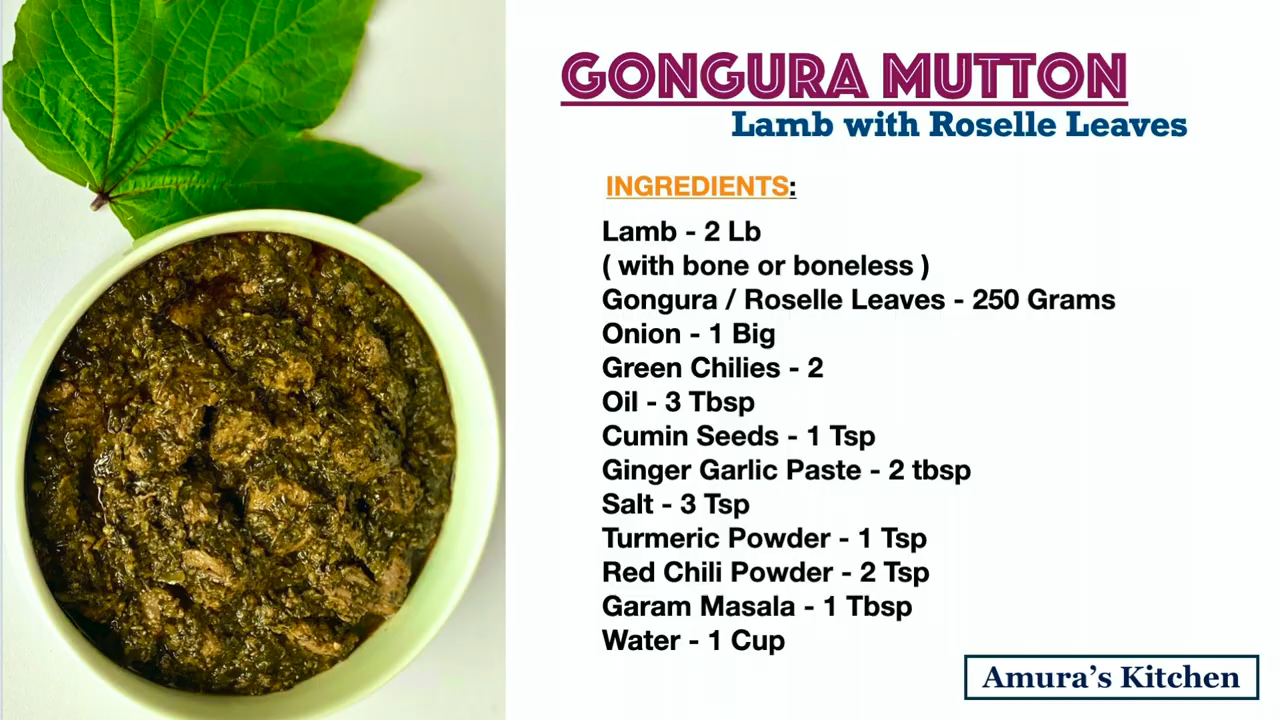 GONGURA MUTTON
Lamb with Roselle Leaves
INGREDIENTS:
Lamb - 2 Lb
( with bone or boneless )
Gongura / Roselle Leaves - 250 Grams
Onion - 1 Big
Green Chilies - 2
Oil - 3 Tbsp
Cumin Seeds - 1 Tsp
Ginger Garlic Paste - 2 tbsp
Salt - 3 Tsp
Turmeric Powder - 1 Tsp
Red Chili Powder - 2 Tsp
Garam Masala - 1 Tbsp
Water - 1 Cup
Amura's Kitchen